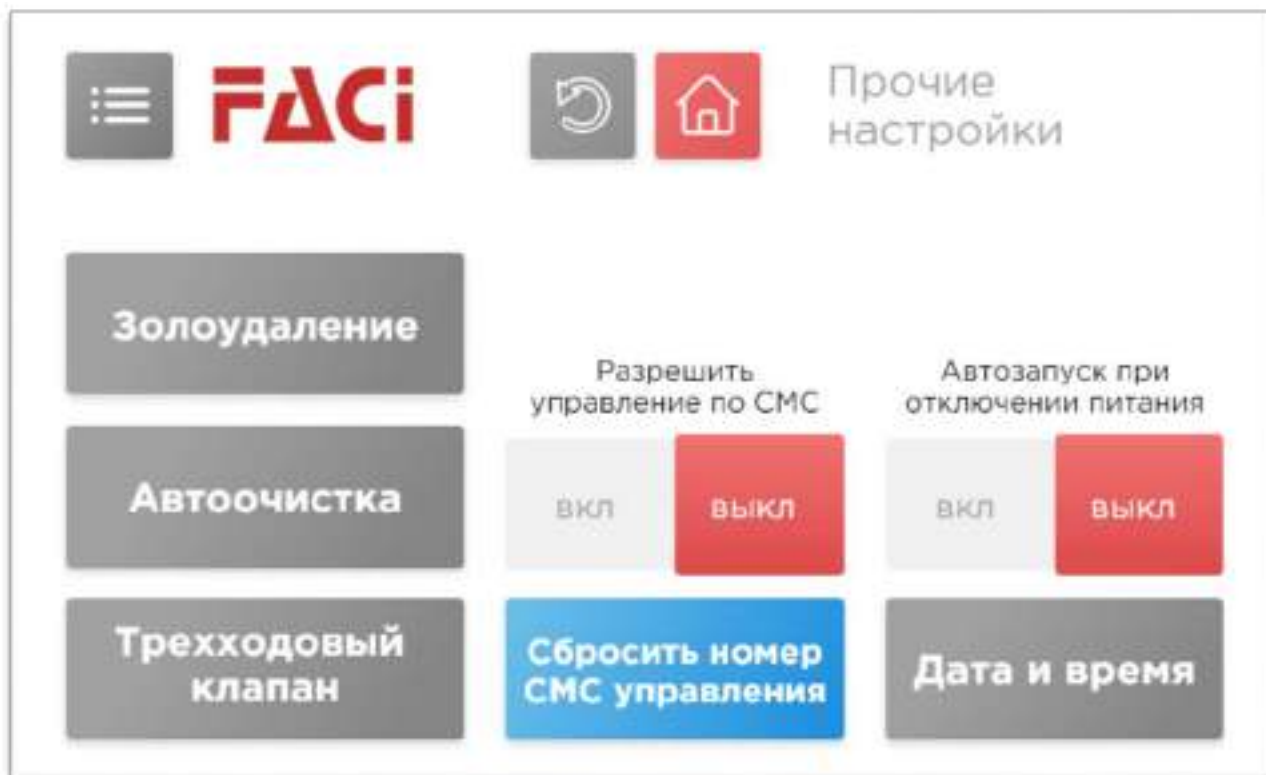 FACi
Прочие
настройки
Золоудаление
Разрешить
управление по СМС
Автозапуск при
отключении питания
Автоочистка
вкл
выкл
вкл
выкл
Трехходовый
клапан
Сбросить номер
СМС управления
Дата и время